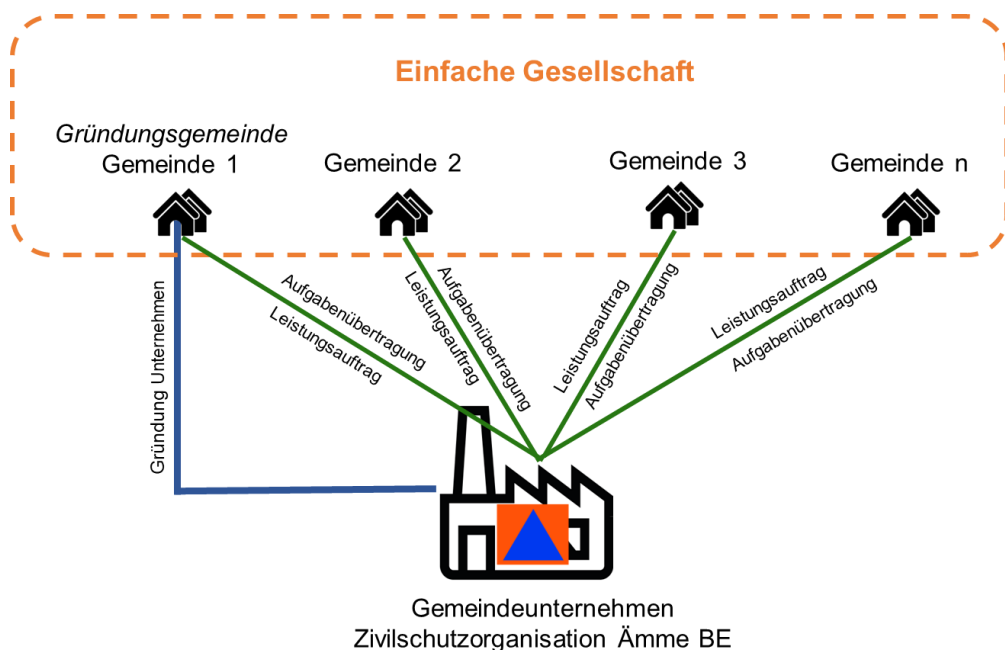 Einfache Gesellschaft
Gründungsgemeinde
Gemeinde 1
Gemeinde 2
Gemeinde 3
Gemeinde n
Gründung Unternehmen
Aufgabenübertragung
Leistungsauftrag
Aufgabenübertragung
Leistungsauftrag
Leistungsauftrag
Aufgabenübertragung
Leistungsauftrag
Aufgabenübertragung
Gemeindeunternehmen
Zivilschutzorganisation Ämme BE